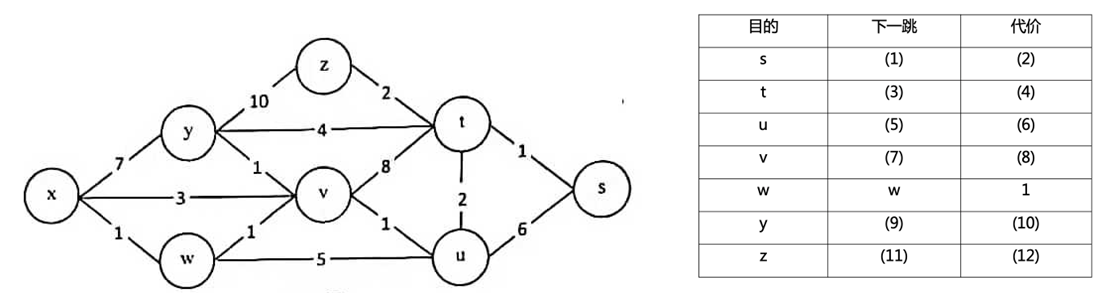 z
10
2
y
4
t
7
1
8
1
x
3
v
2
s
1
1
1
6
w
5
u
目的 下一跳 代价
s (1) (2)
t (3) (4)
u (5) (6)
v (7) (8)
w w 1
y (9) (10)
z (11) (12)